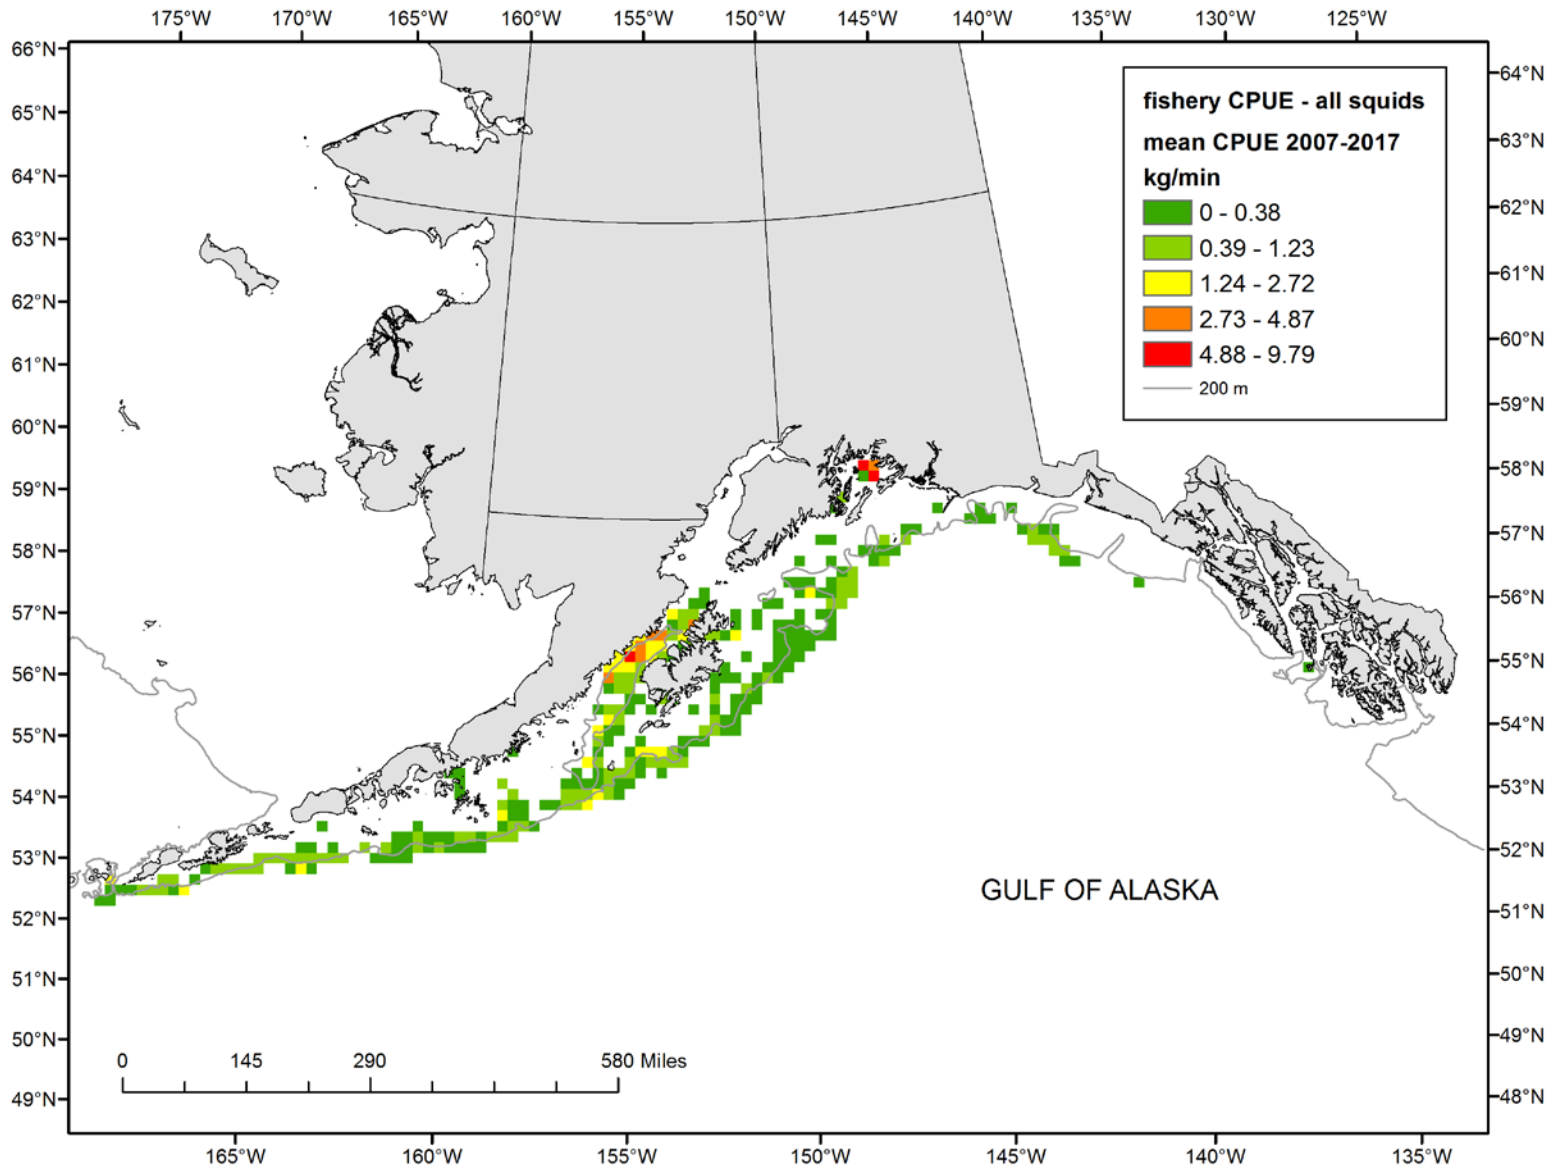 175°W 170°W 165°W 160°W 155°W 150°W 145°W 140°W 135°W 130°W 125°W
66°N
65°N
64°N
63°N
62°N
61°N
60°N
59°N
58°N
57°N
56°N
55°N
54°N
53°N
52°N
51°N
50°N
49°N
fishery CPUE - all squids
mean CPUE 2007-2017
kg/min
0 - 0.38
0.39 - 1.23
1.24 - 2.72
2.73 - 4.87
4.88 - 9.79
200 m
64°N
63°N
62°N
61°N
60°N
59°N
58°N
57°N
56°N
55°N
54°N
53°N
52°N
51°N
50°N
49°N
48°N
GULF OF ALASKA
0 145 290 580 Miles
165°W 160°W 155°W 150°W 145°W 140°W 135°W